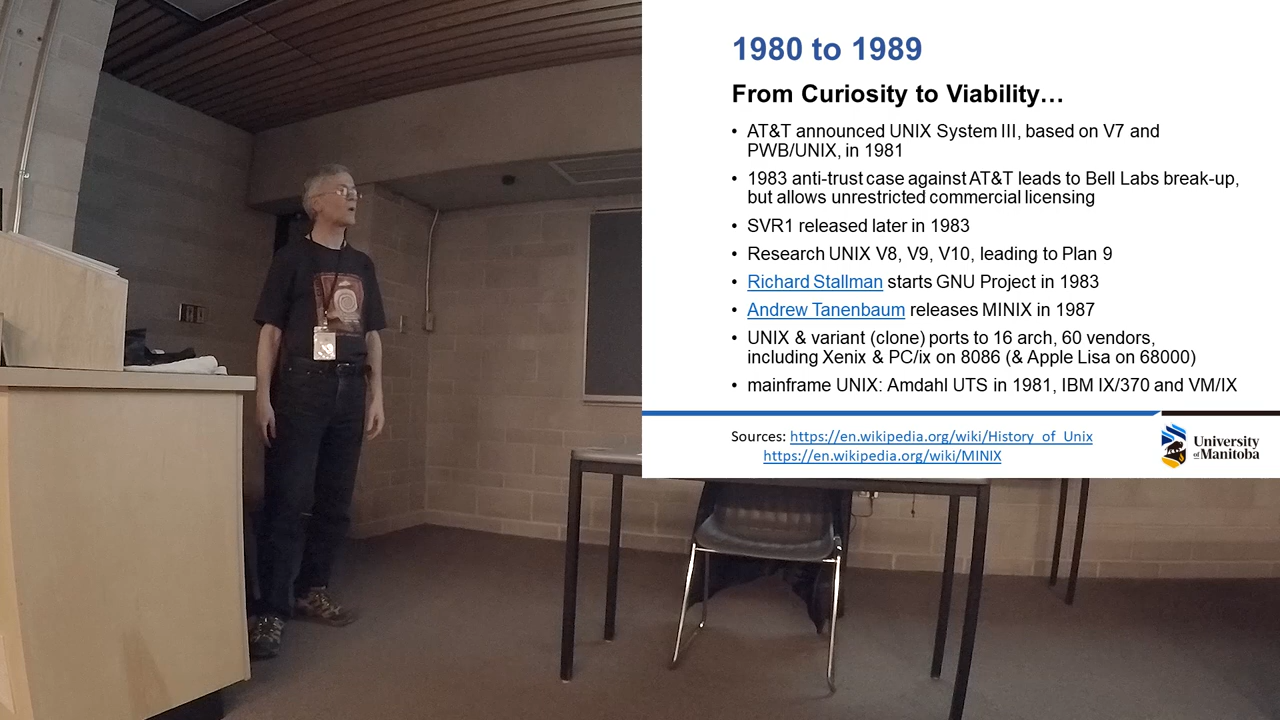 1980 to 1989
From Curiosity to Viability…
• AT&T announced UNIX System III, based on V7 and
PWB/UNIX, in 1981
• 1983 anti-trust case against AT&T leads to Bell Labs break-up,
but allows unrestricted commercial licensing
• SVR1 released later in 1983
• Research UNIX V8, V9, V10, leading to Plan 9
• Richard Stallman starts GNU Project in 1983
• Andrew Tanenbaum releases MINIX in 1987
• UNIX & variant (clone) ports to 16 arch, 60 vendors,
including Xenix & PC/ix on 8086 (& Apple Lisa on 68000)
• mainframe UNIX: Amdahl UTS in 1981, IBM IX/370 and VM/IX
Sources: https://en.wikipedia.org/wiki/History_of_Unix
https://en.wikipedia.org/wiki/MINIX
University
of Manitoba